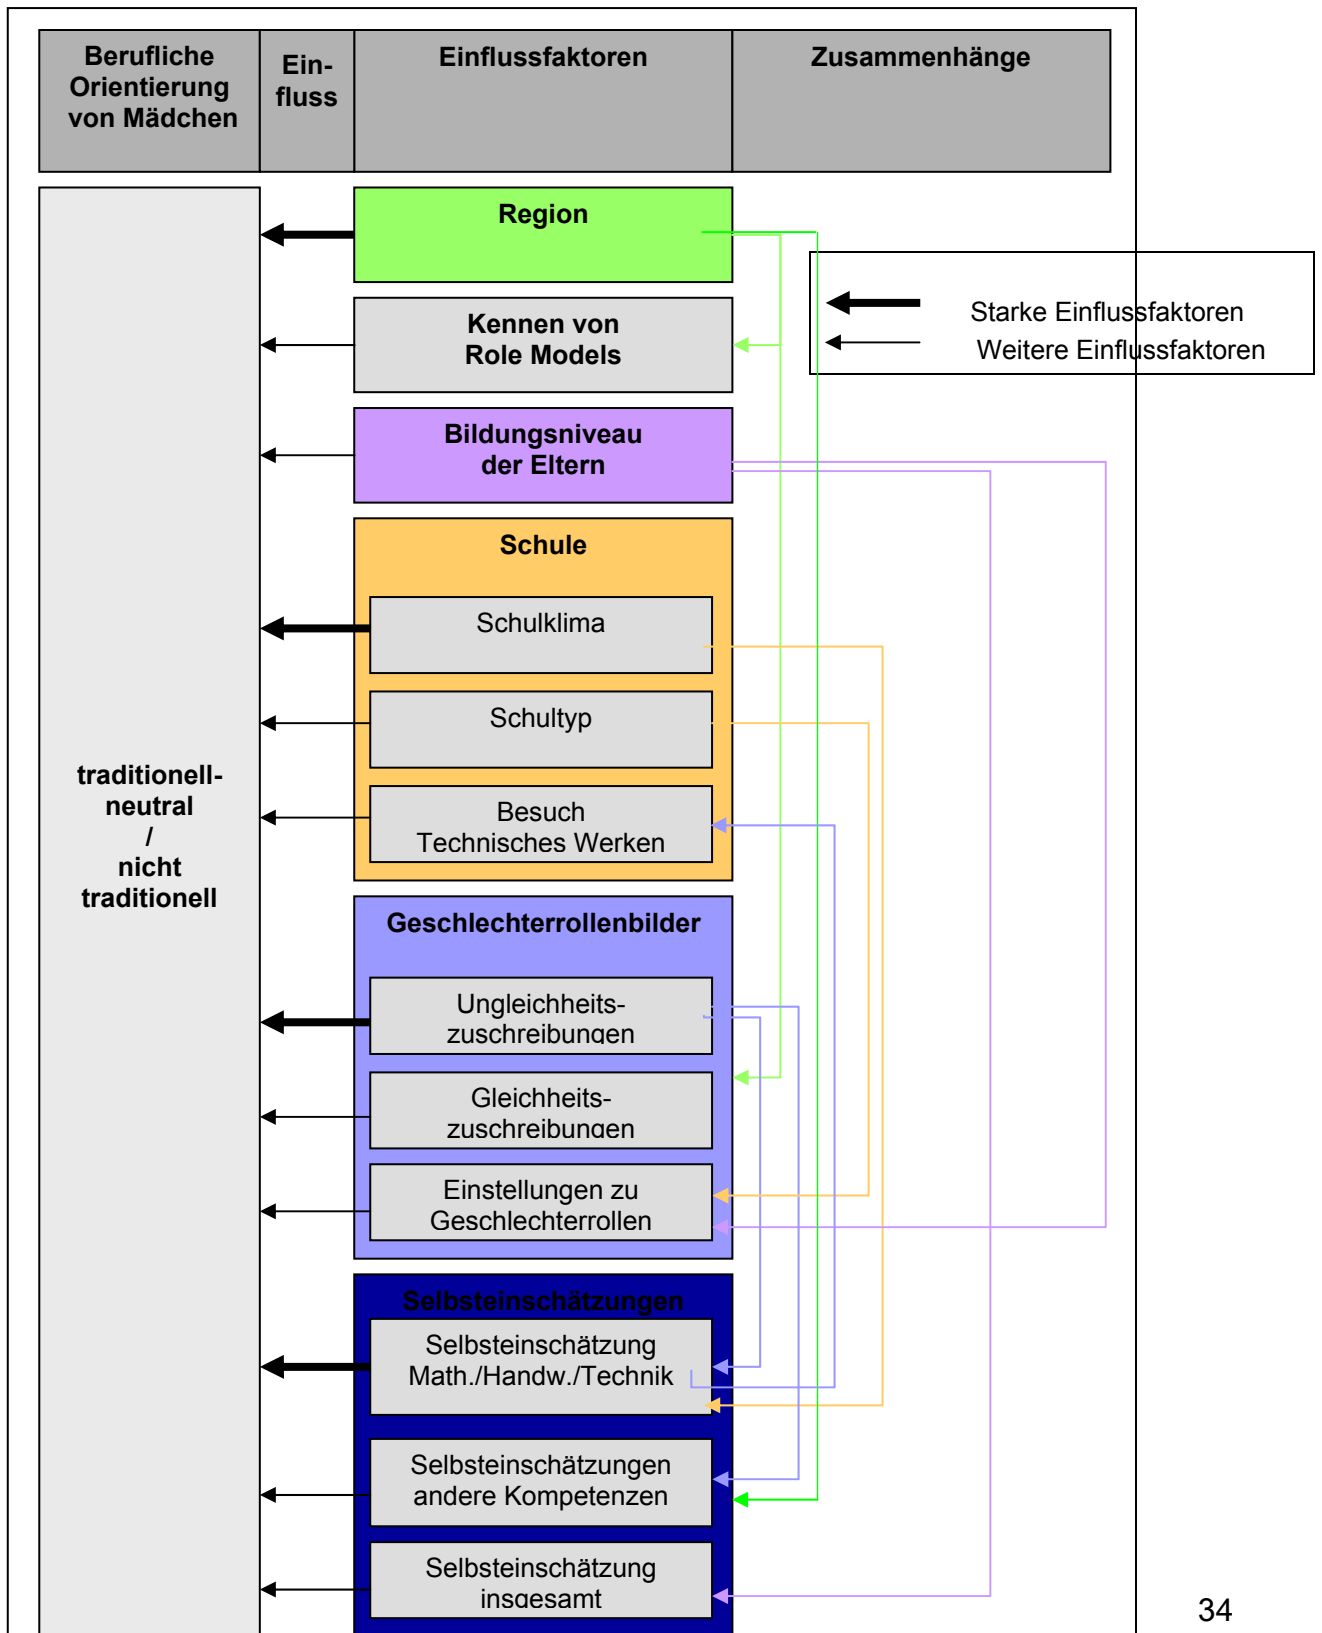 Berufliche
Orientierung
von Mädchen
Ein-
fluss
Einflussfaktoren
Zusammenhänge
Region
Starke Einflussfaktoren
Weitere Einflussfaktoren
Kennen von
Role Models
Bildungsniveau
der Eltern
Schule
Schulklima
Schultyp
Besuch
Technisches Werken
traditionell-
neutral
/
nicht
traditionell
Geschlechterrollenbilder
Ungleichheits-
zuschreibungen
Gleichheits-
zuschreibungen
Einstellungen zu
Geschlechterrollen
Selbsteinschätzungen
Selbsteinschätzung
Math./Handw./Technik
Selbsteinschätzungen
andere Kompetenzen
Selbsteinschätzung
insgesamt
34